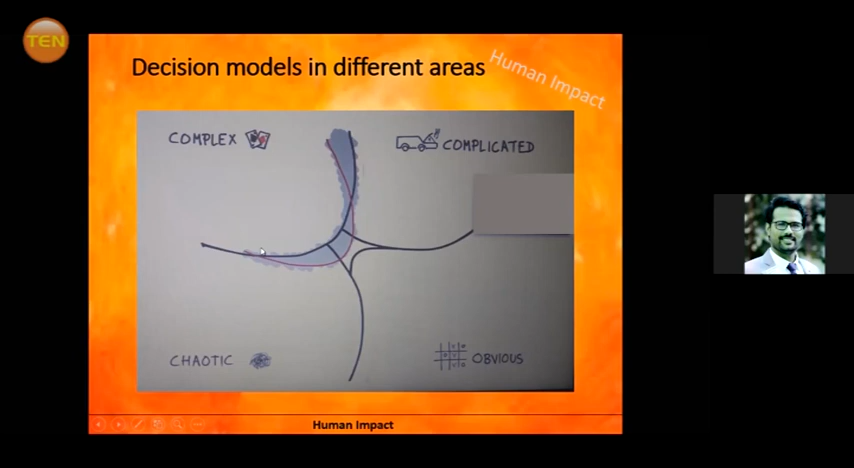 TEN
Decision models in different areas
Human Impact
COMPLEX
COMPLICATED
CHAOTIC
OBVIOUS
Human Impact